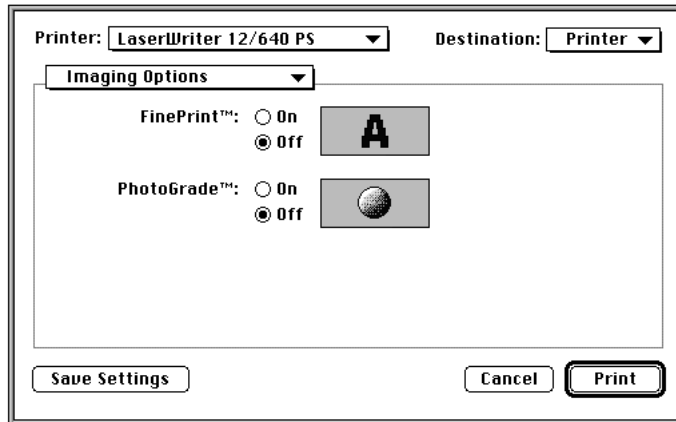 Printer: LaserWriter 12/640 PS Destination: Printer
Imaging Options
FinePrint™: On
Off
A
PhotoGrade™: On
Off
Save Settings Cancel Print